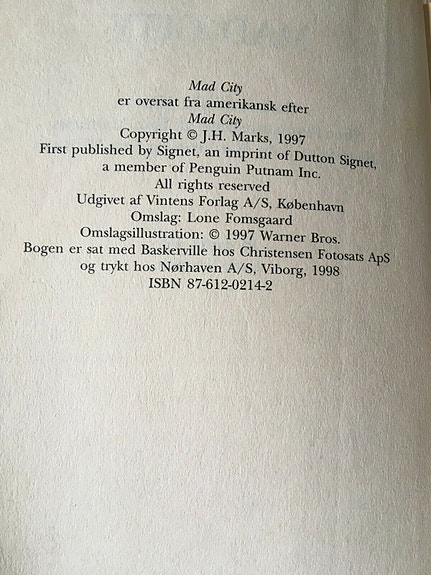 Mad City
er oversat fra amerikansk efter
Mad City
Copyright © J.H. Marks, 1997
First published by Signet, an imprint of Dutton Signet,
a member of Penguin Putnam Inc.
All rights reserved
Udgivet af Vintens Forlag A/S, København
Omslag: Lone Fomsgaard
Omslagsillustration: © 1997 Warner Bros.
Bogen er sat med Baskerville hos Christensen Fotosats ApS
og trykt hos Nørhaven A/S, Viborg, 1998
ISBN 87-612-0214-2